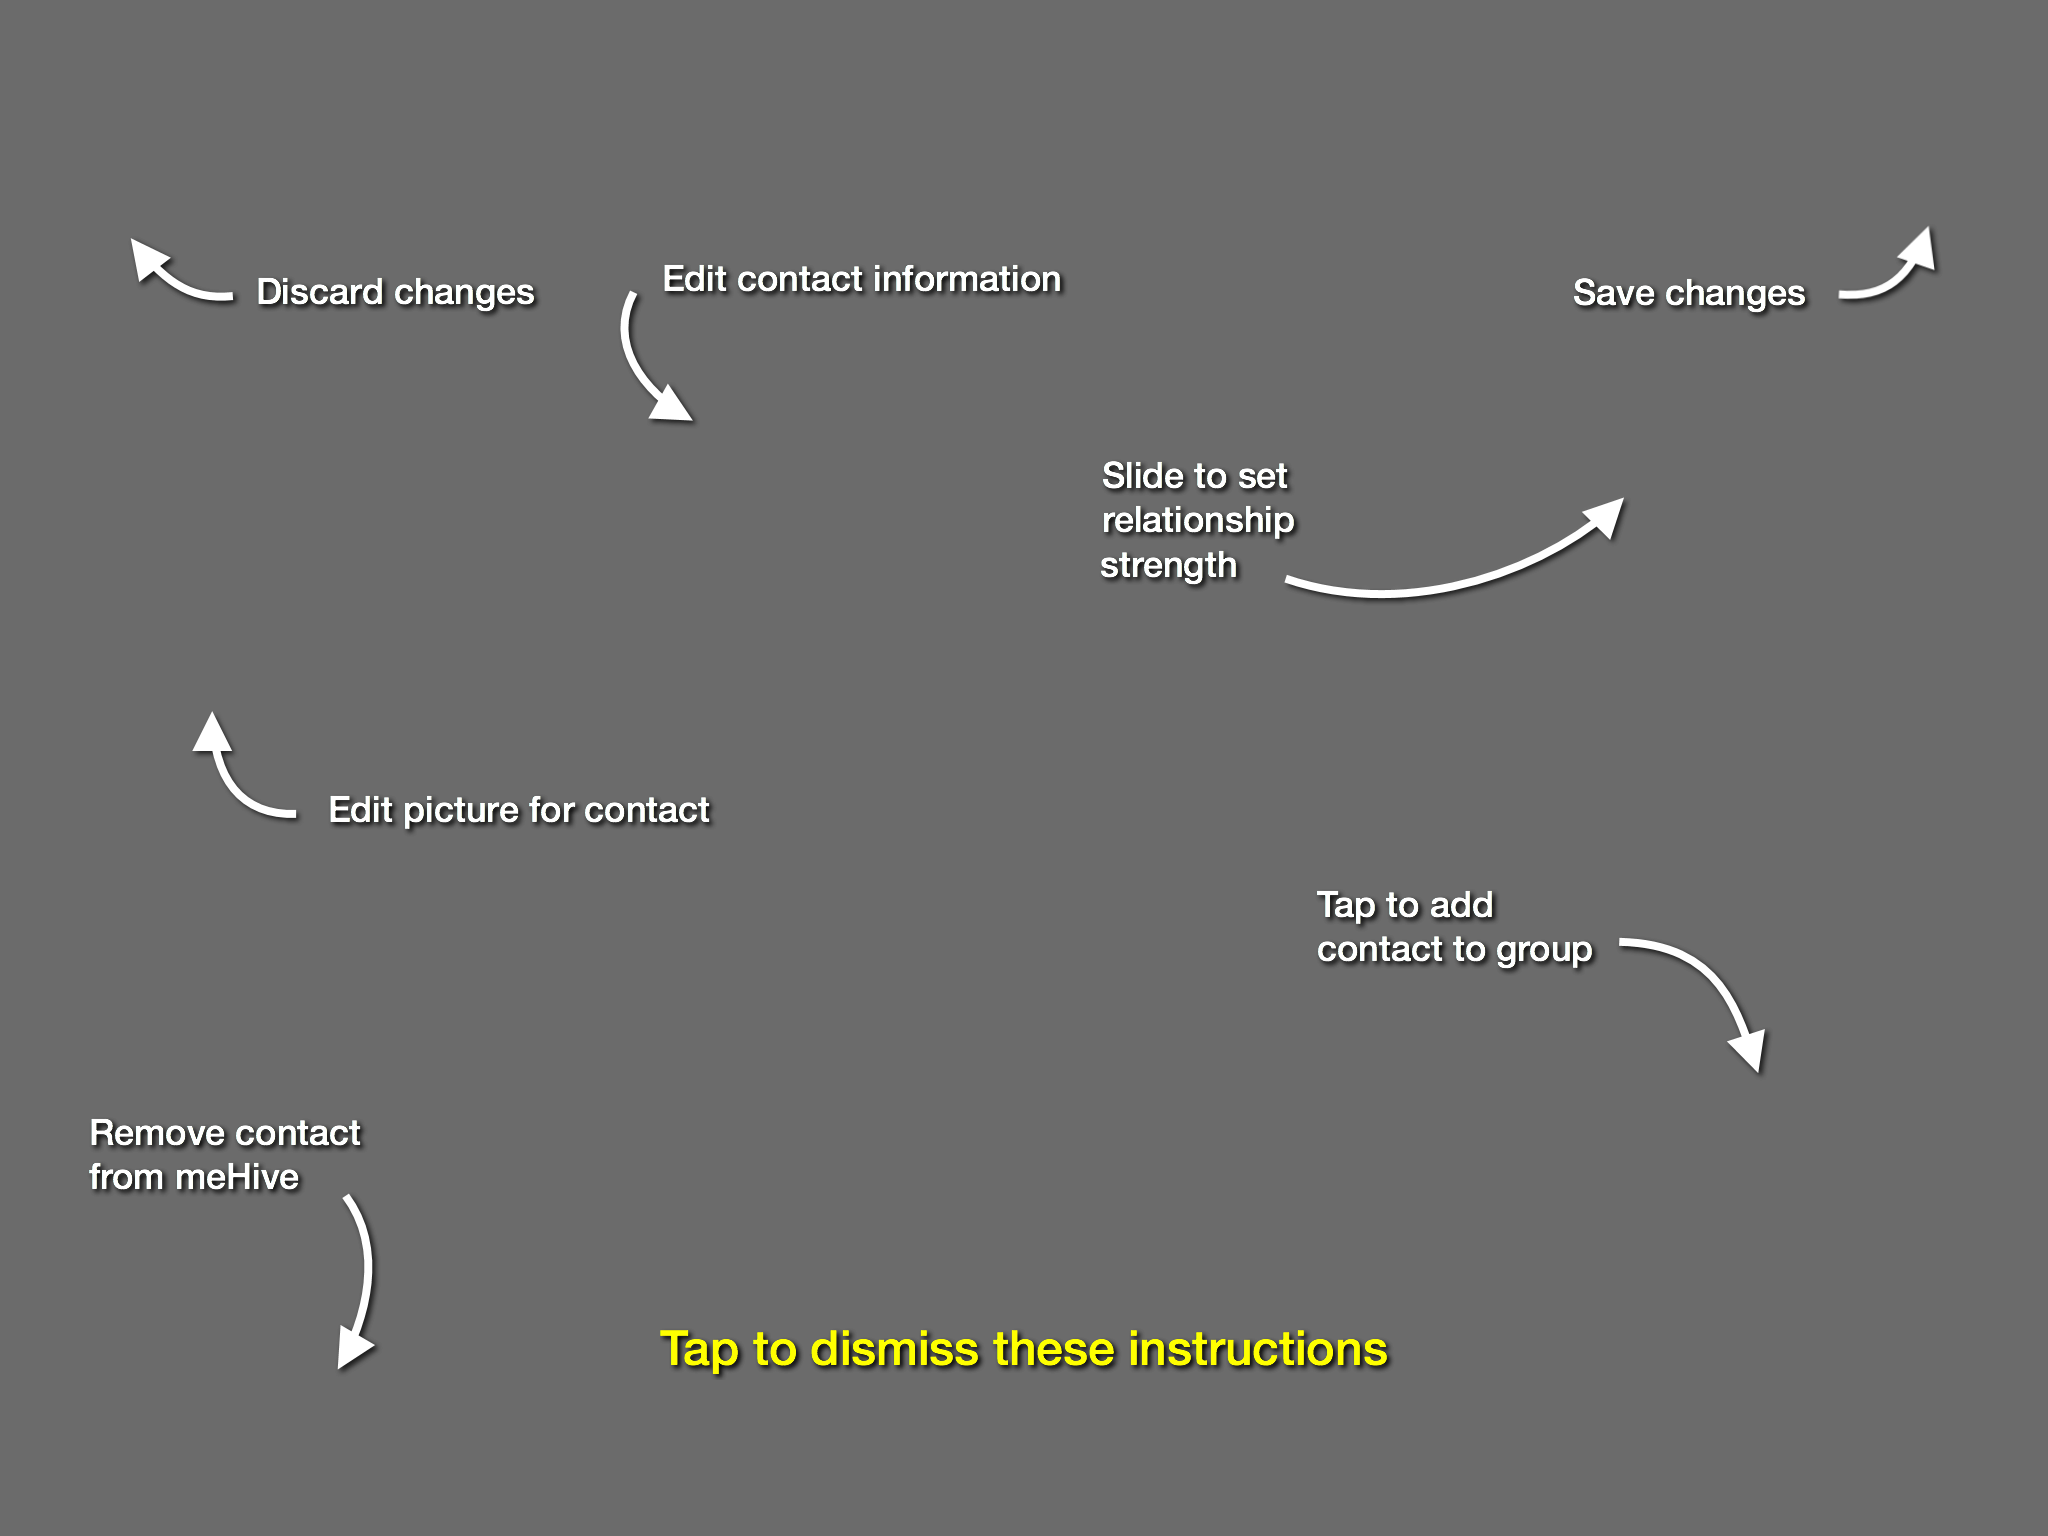 Discard changes
Edit contact information
Save changes
Slide to set
relationship
strength
Edit picture for contact
Tap to add
contact to group
Remove contact
from meHive
Tap to dismiss these instructions